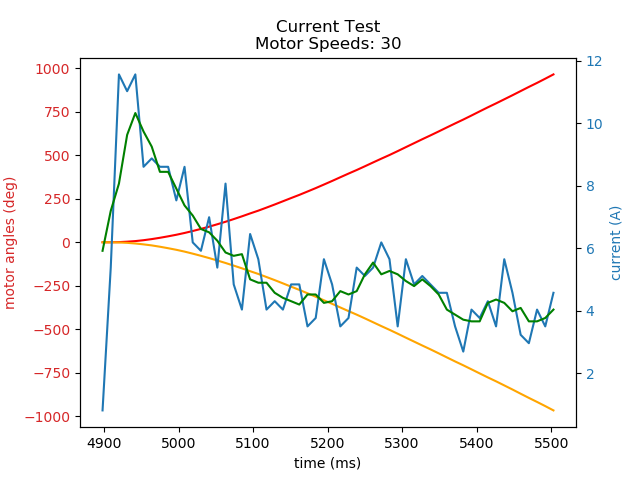 Current Test
Motor Speeds: 30
motor angles (deg)
1000
750
500
250
0
−250
−500
−750
−1000
12
10
8
6
4
2
current (A)
4900 5000 5100 5200 5300 5400 5500
time (ms)